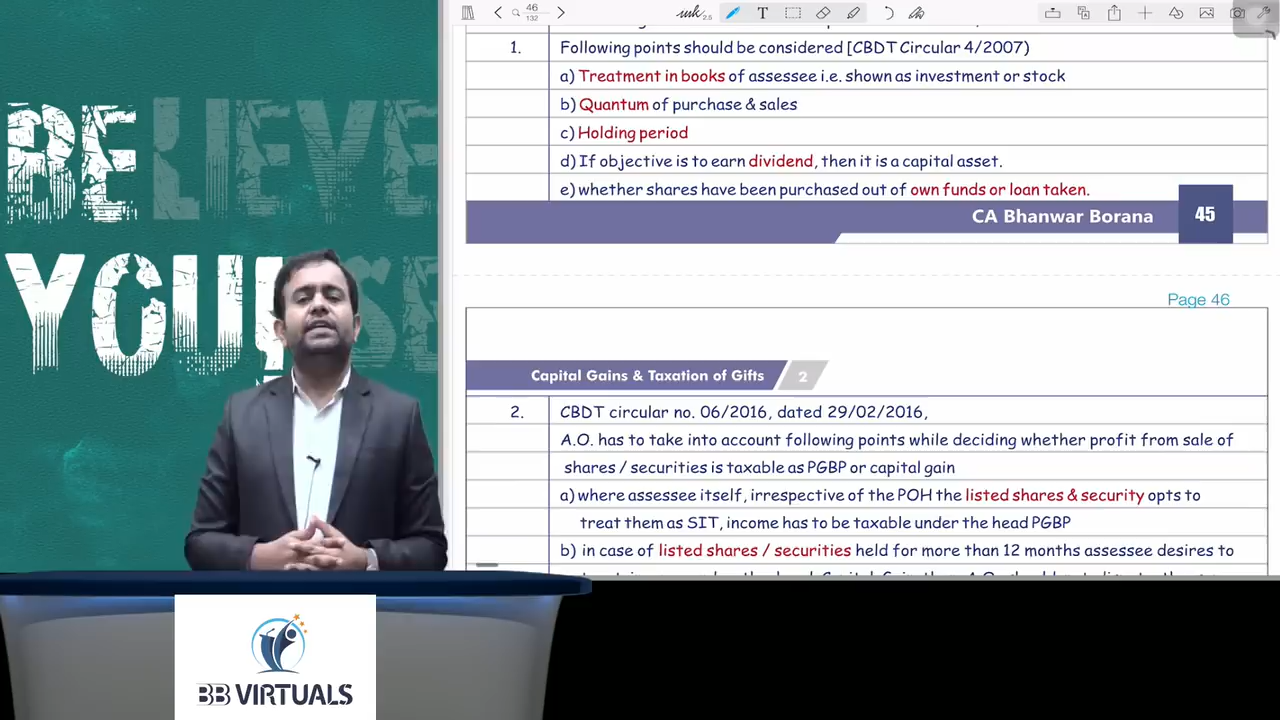 BELIEVE
YOURSE
46
132
2.5
T
1. Following points should be considered [CBDT Circular 4/2007)
a) Treatment in books of assessee i.e. shown as investment or stock
b) Quantum of purchase & sales
c) Holding period
d) If objective is to earn dividend, then it is a capital asset.
e) whether shares have been purchased out of own funds or loan taken.
CA Bhanwar Borana 45
Page 46
Capital Gains & Taxation of Gifts 2
2. CBDT circular no. 06/2016, dated 29/02/2016,
A.O. has to take into account following points while deciding whether profit from sale of
shares / securities is taxable as PGBP or capital gain
a) where assessee itself, irrespective of the POH the listed shares & security opts to
treat them as SIT, income has to be taxable under the head PGBP
b) in case of listed shares / securities held for more than 12 months assessee desires to
BB VIRTUALS